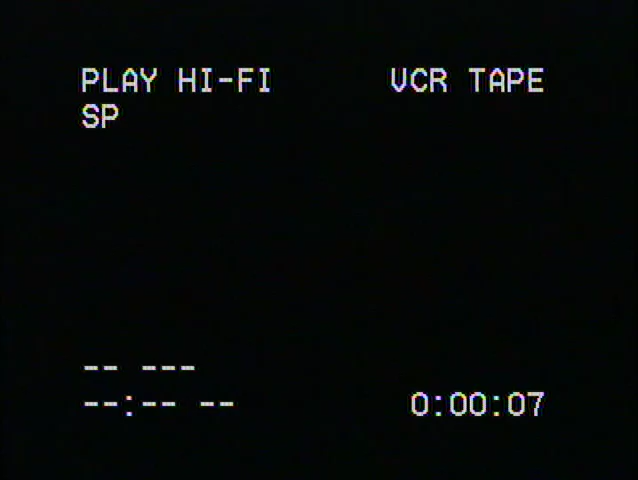 PLAY HI-FI VCR TAPE
SP
-- ---
--:-- -- 0:00:07